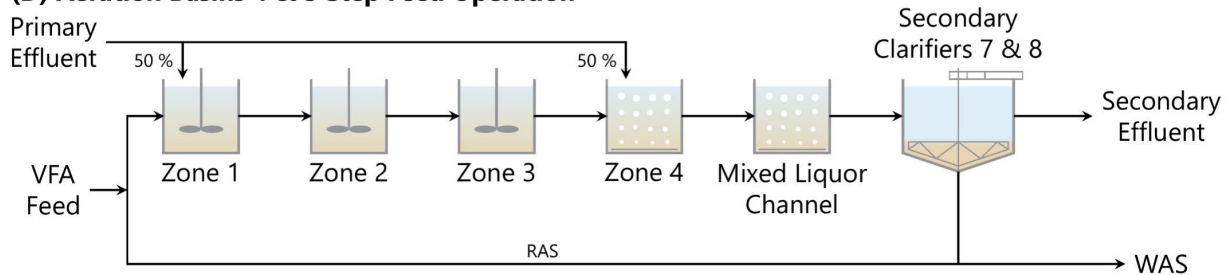 Primary
Effluent
50 %
50 %
Secondary
Clarifiers 7 & 8
Secondary
Effluent
Zone 1
Zone 2
Zone 3
Zone 4
Mixed Liquor
Channel
VFA
Feed
RAS
WAS